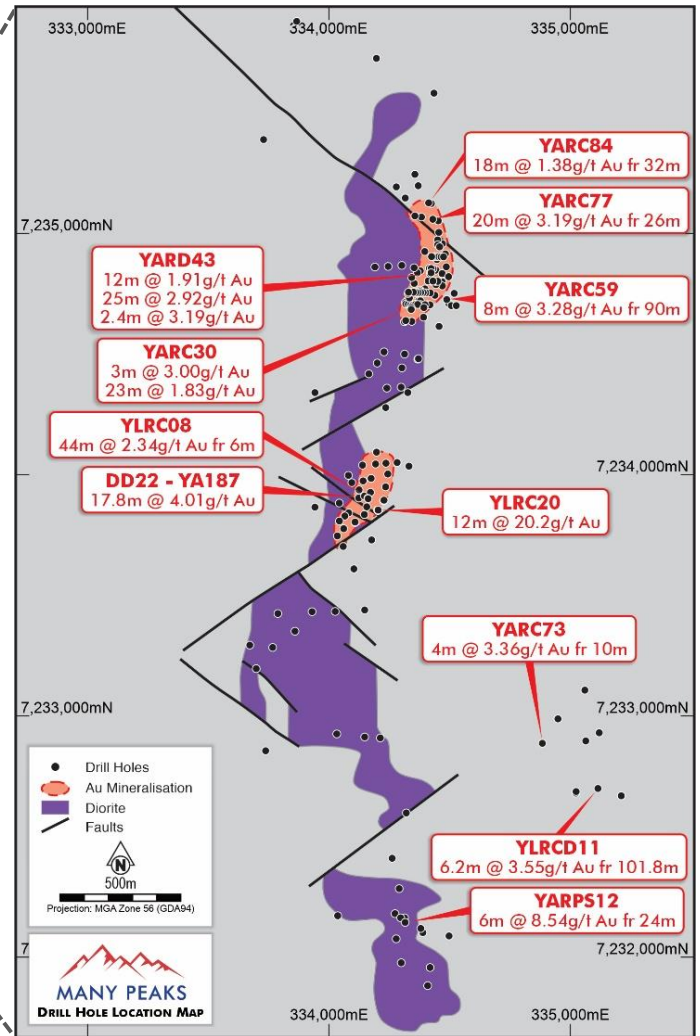 333,000mE 334,000mE 335,000mE
YARC84
18m @ 1.38g/t Au fr 32m
YARC77
20m @ 3.19g/t Au fr 26m
7,235,000mN
YARD43
12m @ 1.91g/t Au
25m @ 2.92g/t Au
2.4m @ 3.19g/t Au
YARC59
8m @ 3.28g/t Au fr 90m
YARC30
3m @ 3.00g/t Au
23m @ 1.83g/t Au
YLRC08
44m @ 2.34g/t Au fr 6m
7,234,000mN
DD22 - YA187
17.8m @ 4.01g/t Au
YLRC20
12m @ 20.2g/t Au
YARC73
4m @ 3.36g/t Au fr 10m
7,233,000mN 7,233,000mN
Drill Holes
Au Mineralisation
Diorite
Faults
N
500m
Projection: MGA Zone 56 (GDA94)
YLRCD11
6.2m @ 3.55g/t Au fr 101.8m
YARPS12
6m @ 8.54g/t Au fr 24m
7,232,000mN
MANY PEAKS
DRILL HOLE LOCATION MAP
334,000mE 335,000mE